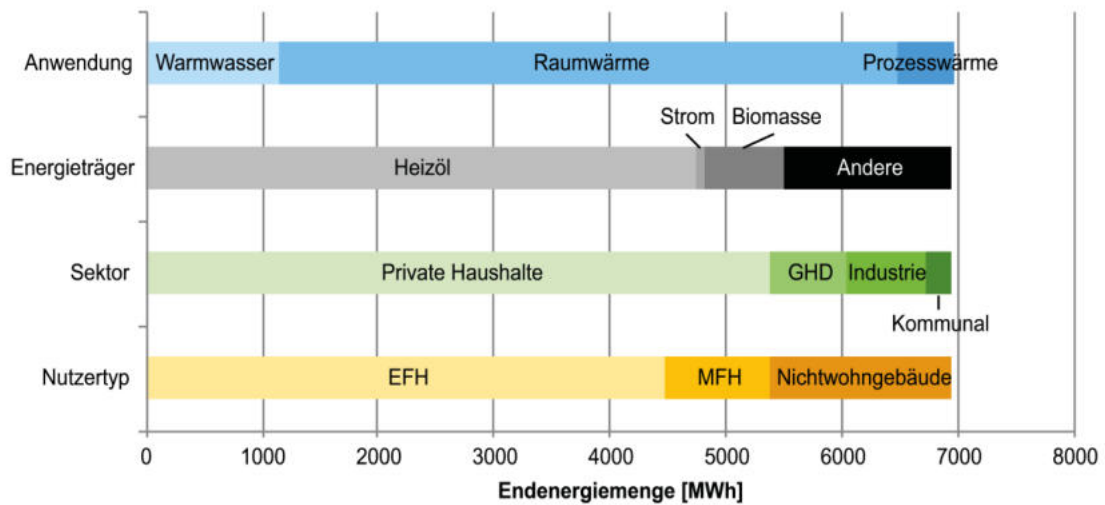 Anwendung
Warmwasser
Raumwärme
Prozesswärme
Strom
Biomasse
Energieträger
Heizöl
Andere
Sektor
Private Haushalte
GHD
Industrie
Kommunal
Nutzertyp
EFH
MFH
Nichtwohngebäude
0 1000 2000 3000 4000 5000 6000 7000 8000
Endenergiemenge [MWh]